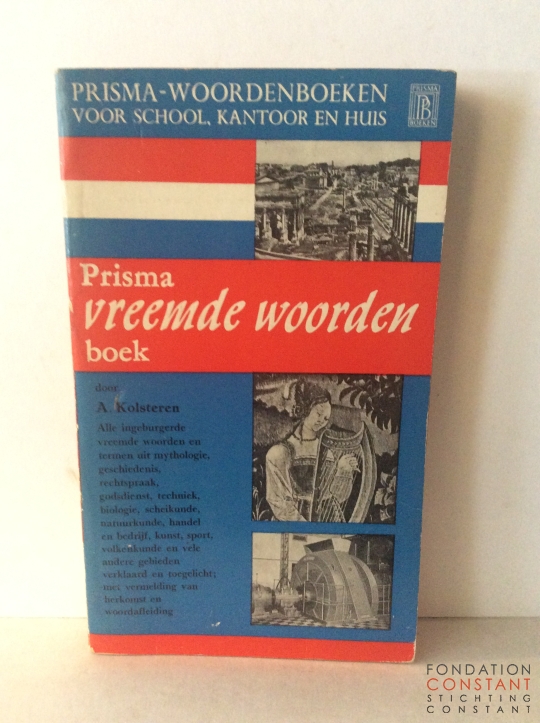 PRISMA-WOORDENBOEKEN
VOOR SCHOOL, KANTOOR EN HUIS
PRISMA
PB
BOEKEN
Prisma
vreemde woorden
boek
door
A. Kolsteren
Alle ingeburgerde
vreemde woorden en
termen uit mythologie,
geschiedenis,
rechtspraak,
godsdienst, techniek,
biologie, scheikunde,
natuurkunde, handel
en bedrijf, kunst, sport,
volkenkunde en vele
andere gebieden
verklaard en toegelicht;
met vermelding van
herkomst en
woordafleiding
FONDATION
CONSTANT
STICHTING
CONSTANT